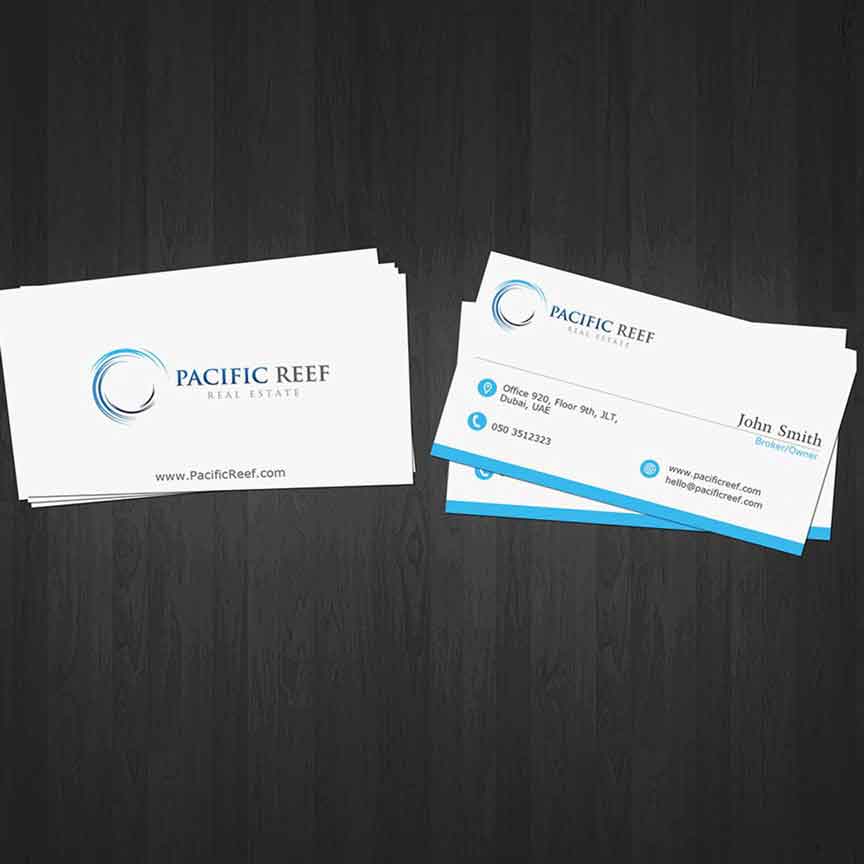 PACIFIC REEF
REAL ESTATE
www.PacificReef.com
PACIFIC REEF
REAL ESTATE
Office 920, Floor 9th, JLT,
Dubai, UAE
050 3512323
John Smith
Broker/Owner
www.pacificreef.com
hello@pacificreef.com